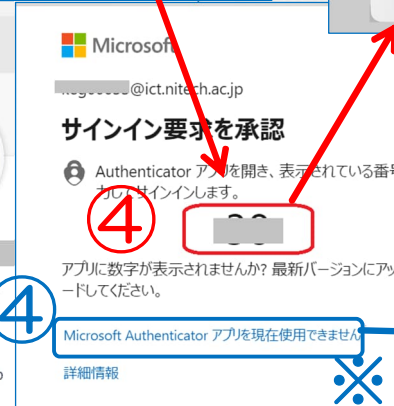 Microsoft
@ict.nitech.ac.jp
サインイン要求を承認
Authenticator アプリを開き、表示されている番
力してサインインします。
④
アプリに数字が表示されませんか? 最新バージョンにアッ
ードしてください。
④
Microsoft Authenticator アプリを現在使用できません
詳細情報
※